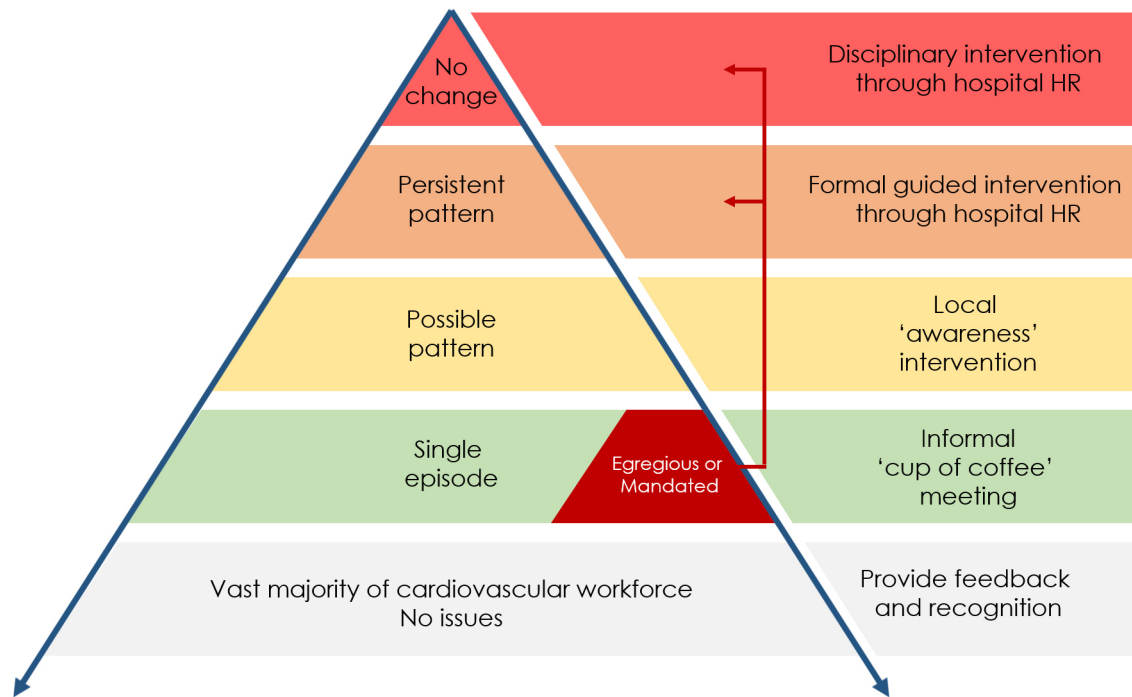 No
change
Disciplinary intervention
through hospital HR
Persistent
pattern
Formal guided intervention
through hospital HR
Possible
pattern
Local
‘awareness’
intervention
Single
episode
Egregious or
Mandated
Informal
‘cup of coffee’
meeting
Vast majority of cardiovascular workforce
No issues
Provide feedback
and recognition